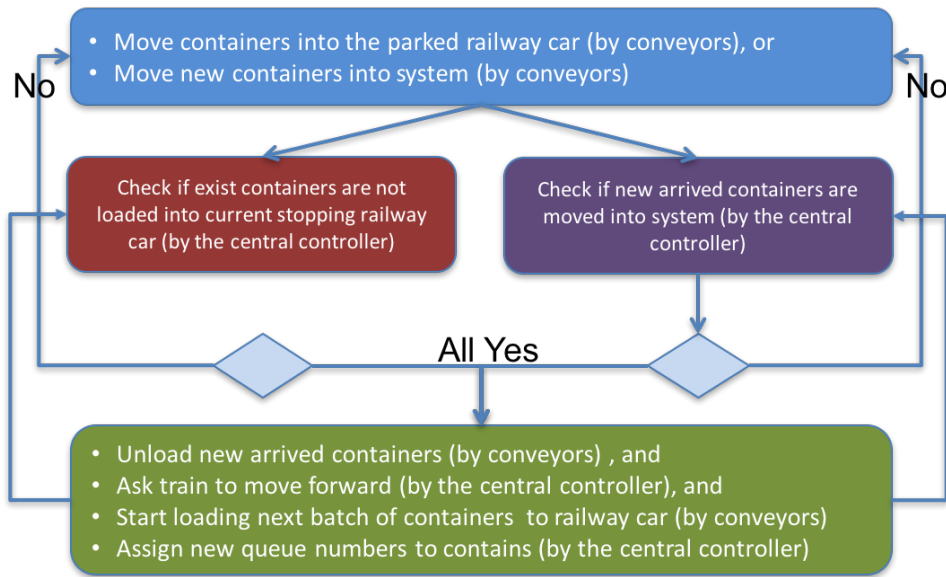 • Move containers into the parked railway car (by conveyors), or
• Move new containers into system (by conveyors)
No
No
Check if exist containers are not
loaded into current stopping railway
car (by the central controller)
Check if new arrived containers are
moved into system (by the central
controller)
All Yes
• Unload new arrived containers (by conveyors) , and
• Ask train to move forward (by the central controller), and
• Start loading next batch of containers  to railway car (by conveyors)
• Assign new queue numbers to contains (by the central controller)